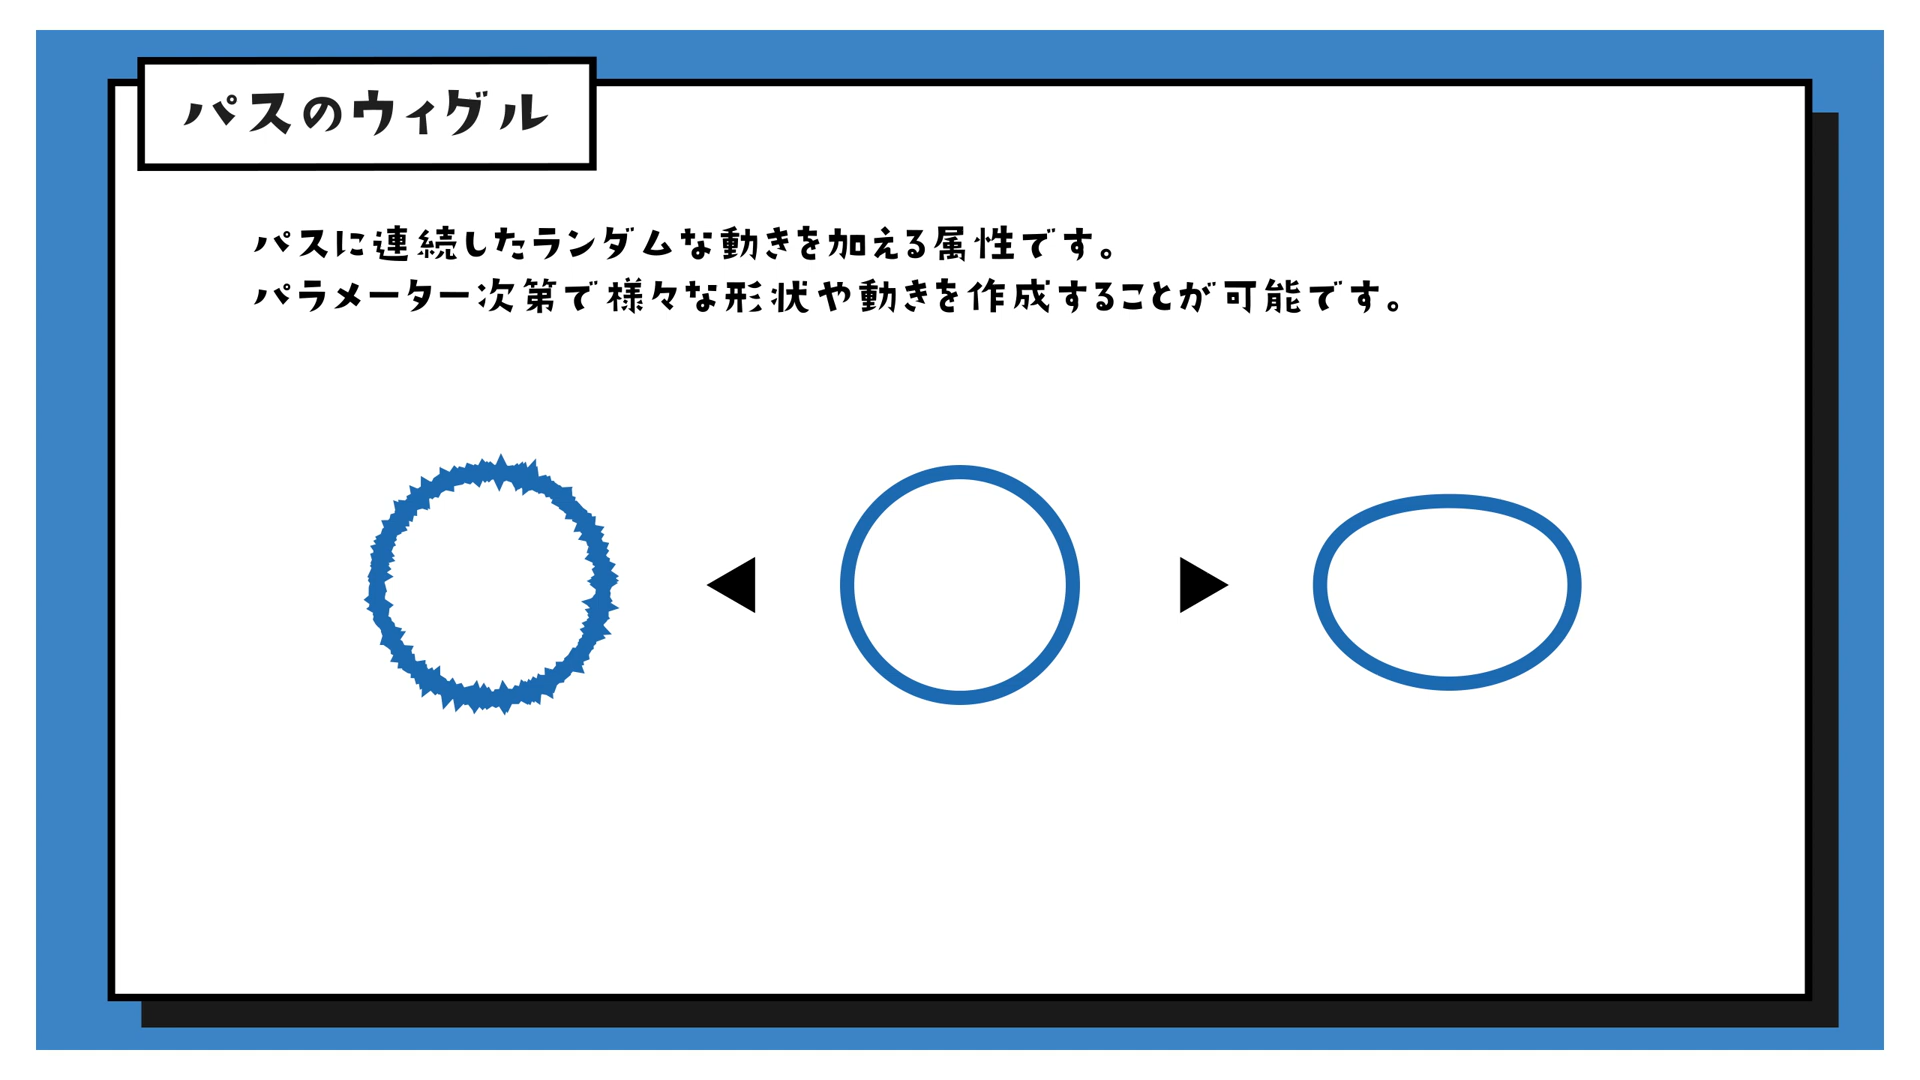 パスのウィグル
パスに連続したランダムな動きを加える属性です。
パラメーター次第で様々な形状や動きを作成することが可能です。